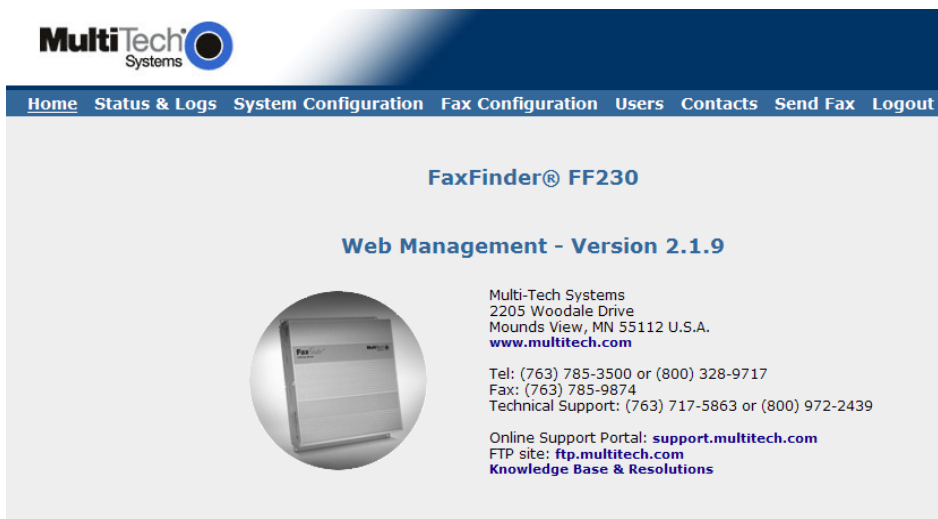 MultiTech
Systems
Home Status & Logs System Configuration Fax Configuration Users Contacts Send Fax Logout
FaxFinder® FF230
Web Management - Version 2.1.9
Multi-Tech Systems
2205 Woodale Drive
Mounds View, MN 55112 U.S.A.
www.multitech.com
Tel: (763) 785-3500 or (800) 328-9717
Fax: (763) 785-9874
Technical Support: (763) 717-5863 or (800) 972-2439
Online Support Portal: support.multitech.com
FTP site: ftp.multitech.com
Knowledge Base & Resolutions